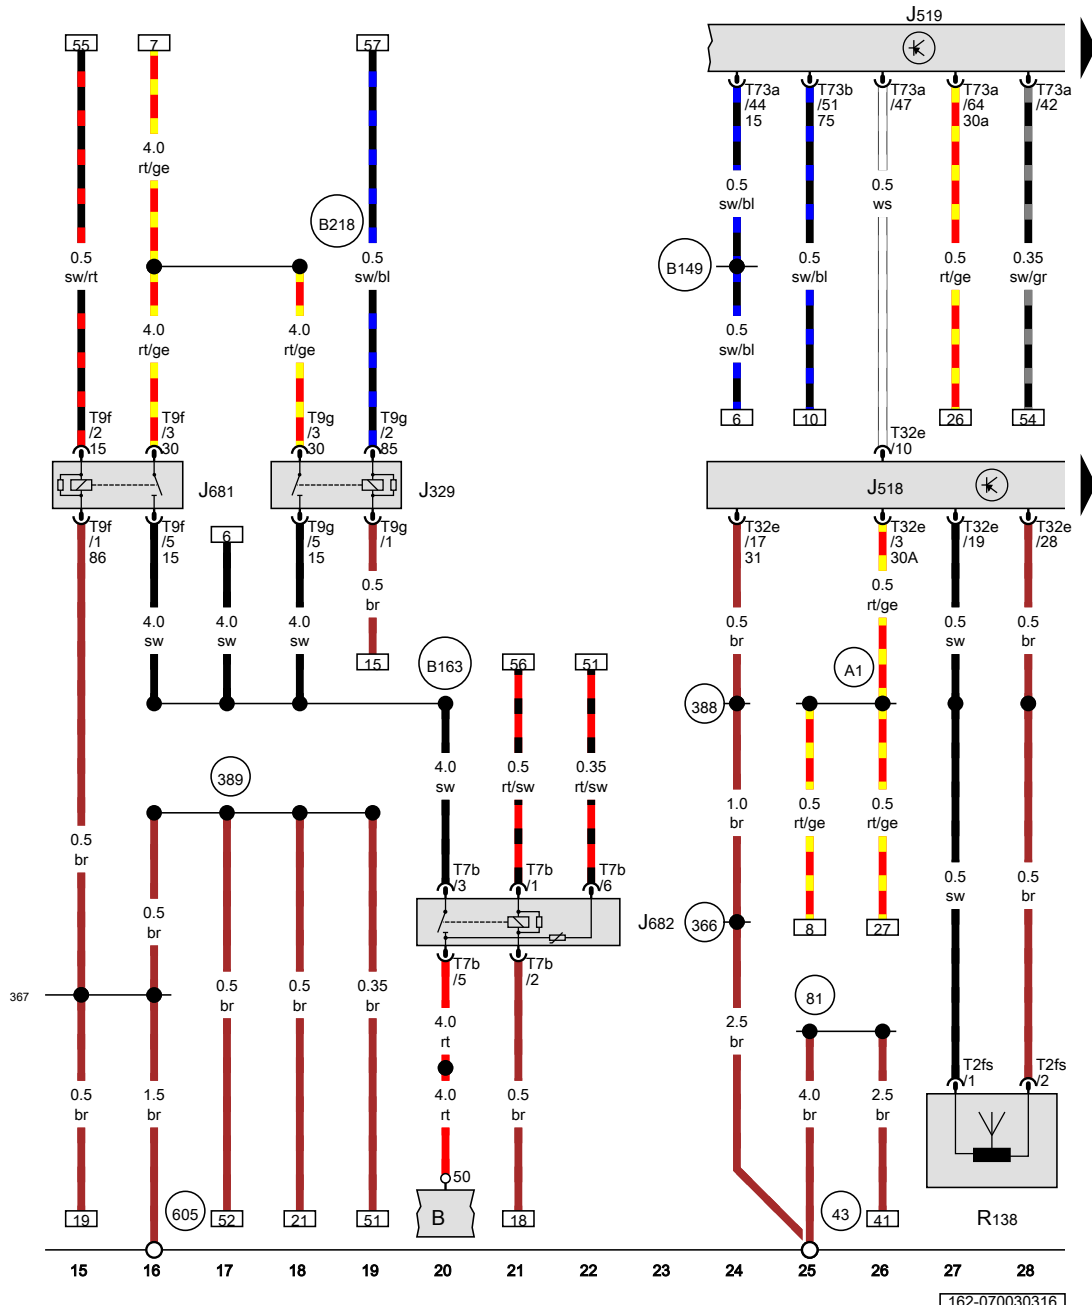 J519
55
7
57
T73a
/44
15
T73b
/51
75
T73a
/47
T73a
/64
30a
T73a
/42
4.0
rt/ge
B218
0.5
sw/bl
0.5
ws
B149
0.5
sw/rt
0.5
sw/bl
0.5
sw/bl
0.5
rt/ge
0.35
sw/gr
4.0
rt/ge
4.0
rt/ge
0.5
sw/bl
6
10
26
54
T9f
/2
15
T9f
/3
30
T9g
/3
30
T9g
/2
85
T32e
/10
J681
J329
J518
T9f
/1
86
T9f
/5
15
6
T9g
/5
15
T9g
/1
T32e
/17
31
T32e
/3
30A
T32e
/19
T32e
/28
0.5
br
0.5
rt/ge
4.0
sw
4.0
sw
4.0
sw
0.5
br
0.5
sw
0.5
br
15
B163
56
51
A1
388
389
4.0
sw
0.5
rt/sw
0.35
rt/sw
1.0
br
0.5
rt/ge
0.5
rt/ge
0.5
br
T7b
/3
T7b
/1
T7b
/6
0.5
sw
0.5
br
0.5
br
J682
366
8
27
T7b
/5
T7b
/2
367
0.5
br
0.5
br
0.35
br
81
4.0
rt
2.5
br
T2fs
/1
T2fs
/2
0.5
br
1.5
br
4.0
rt
0.5
br
4.0
br
2.5
br
50
19
605
52
21
51
B
18
43
41
R138
15
16
17
18
19
20
21
22
23
24
25
26
27
28
162-070030316